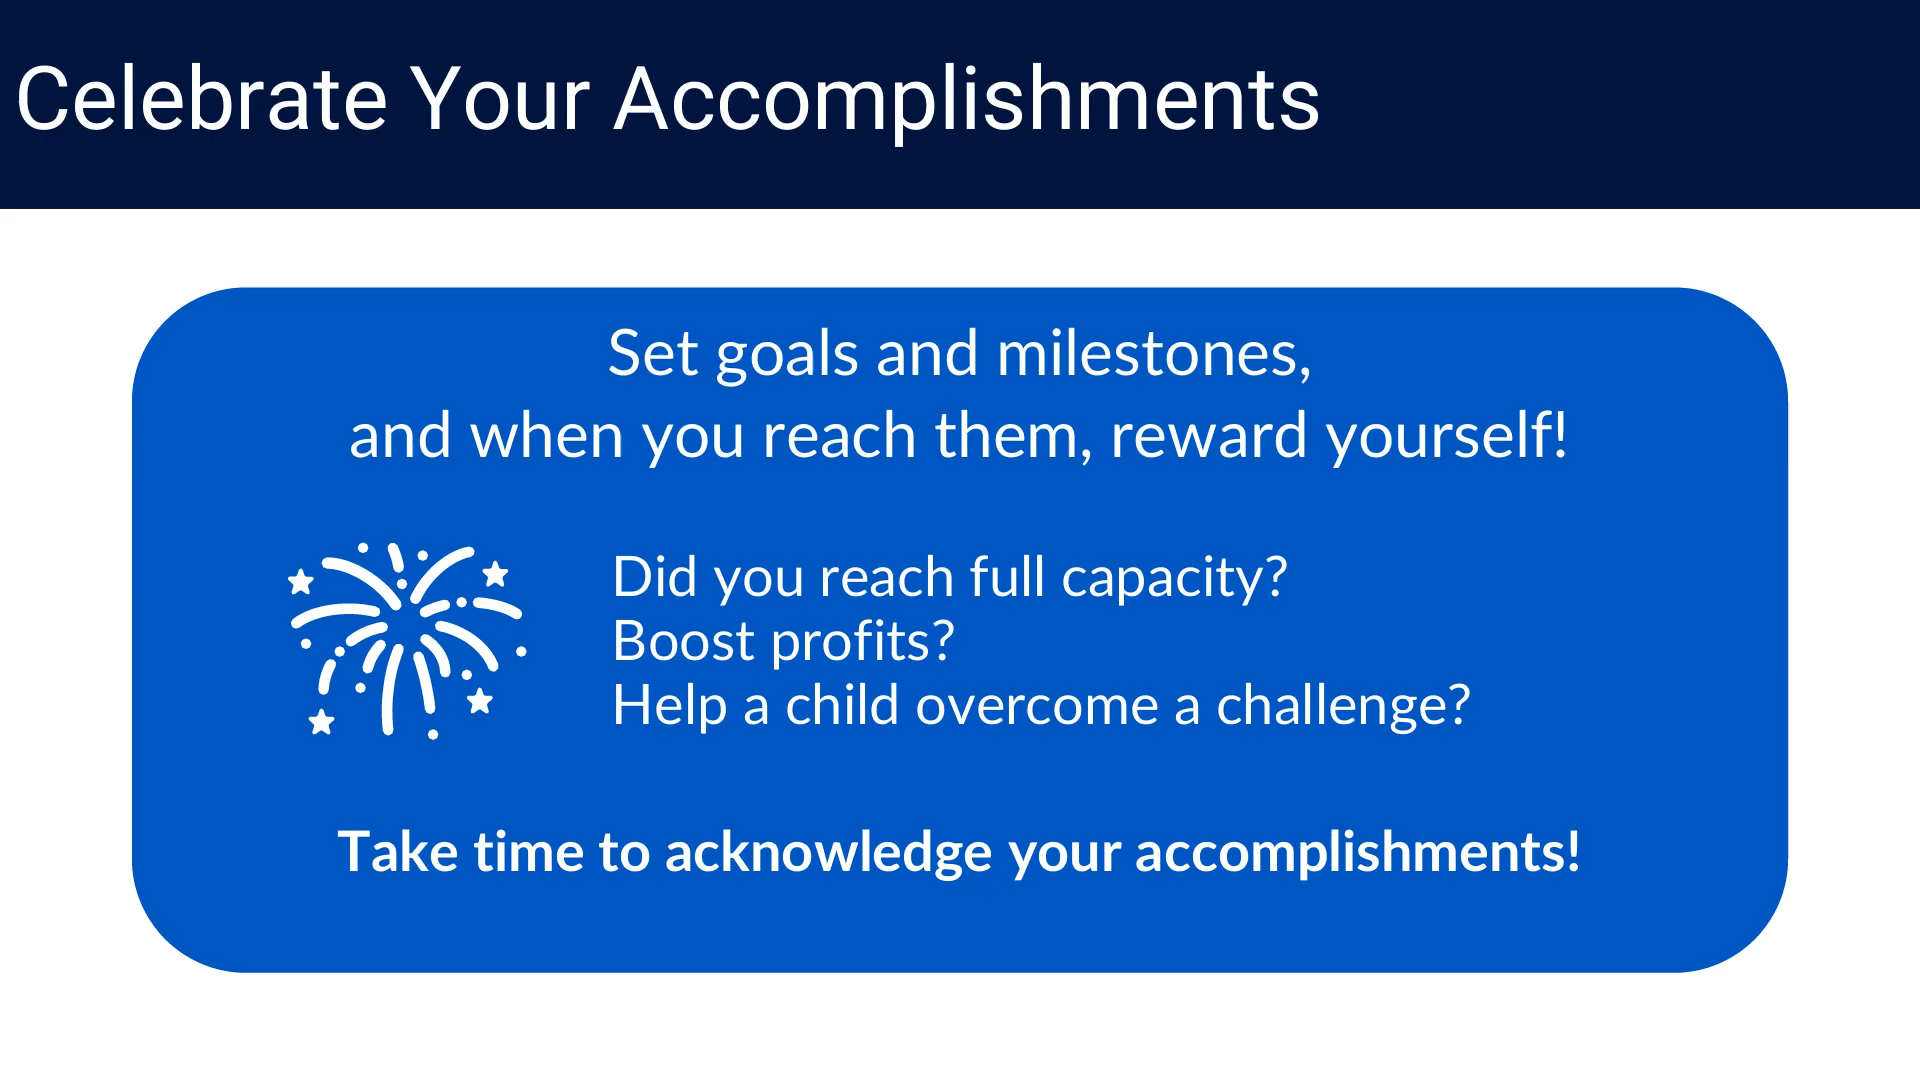 Celebrate Your Accomplishments
Set goals and milestones,
and when you reach them, reward yourself!
Did you reach full capacity?
Boost profits?
Help a child overcome a challenge?
Take time to acknowledge your accomplishments!